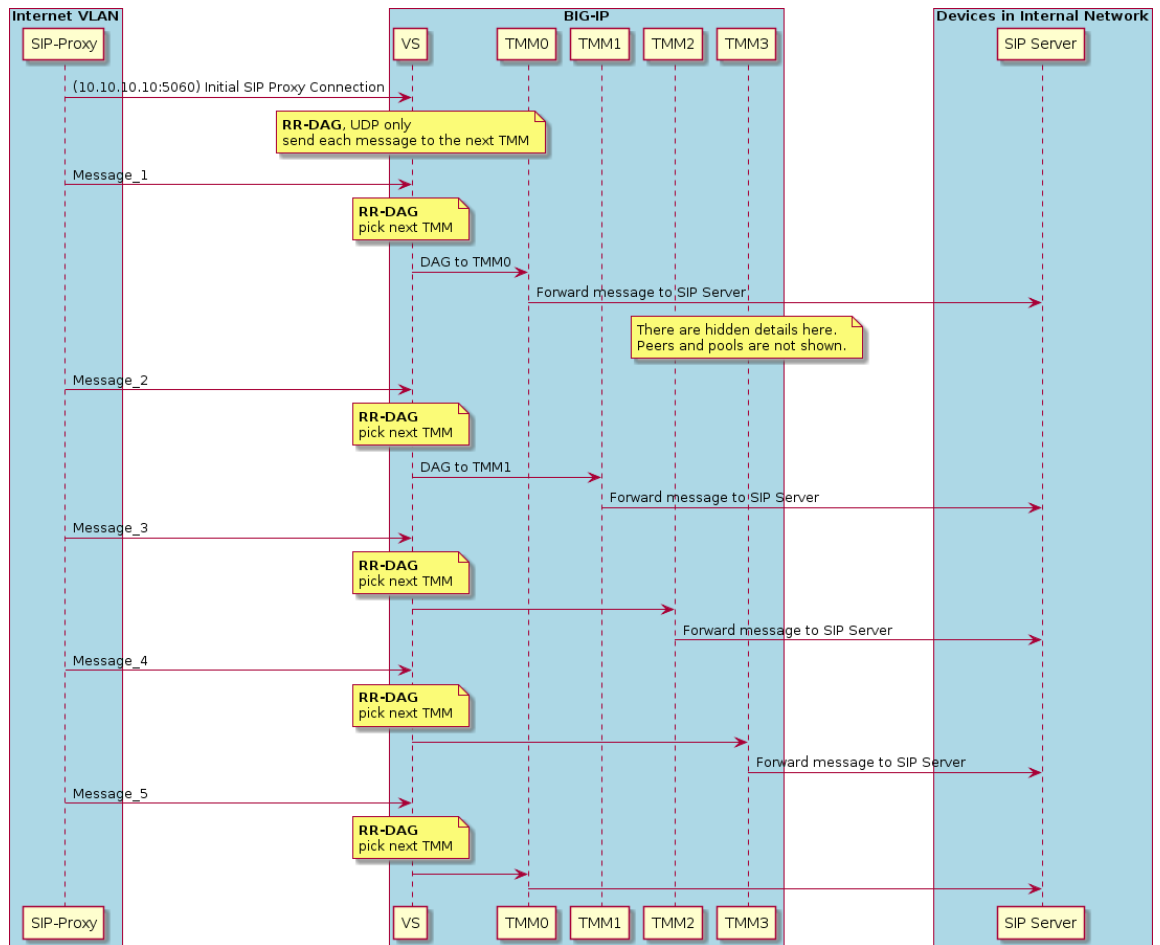 Internet VLAN
BIG-IP
Devices in Internal Network
SIP-Proxy
VS
TMM0
TMM1
TMM2
TMM3
SIP Server
(10.10.10.10:5060) Initial SIP Proxy Connection
RR-DAG, UDP only
send each message to the next TMM
Message_1
RR-DAG
pick next TMM
DAG to TMM0
Forward message to SIP Server
There are hidden details here.
Peers and pools are not shown.
Message_2
RR-DAG
pick next TMM
DAG to TMM1
Forward message to SIP Server
Message_3
RR-DAG
pick next TMM
Forward message to SIP Server
Message_4
RR-DAG
pick next TMM
Forward message to SIP Server
Message_5
RR-DAG
pick next TMM
SIP-Proxy
VS
TMM0
TMM1
TMM2
TMM3
SIP Server